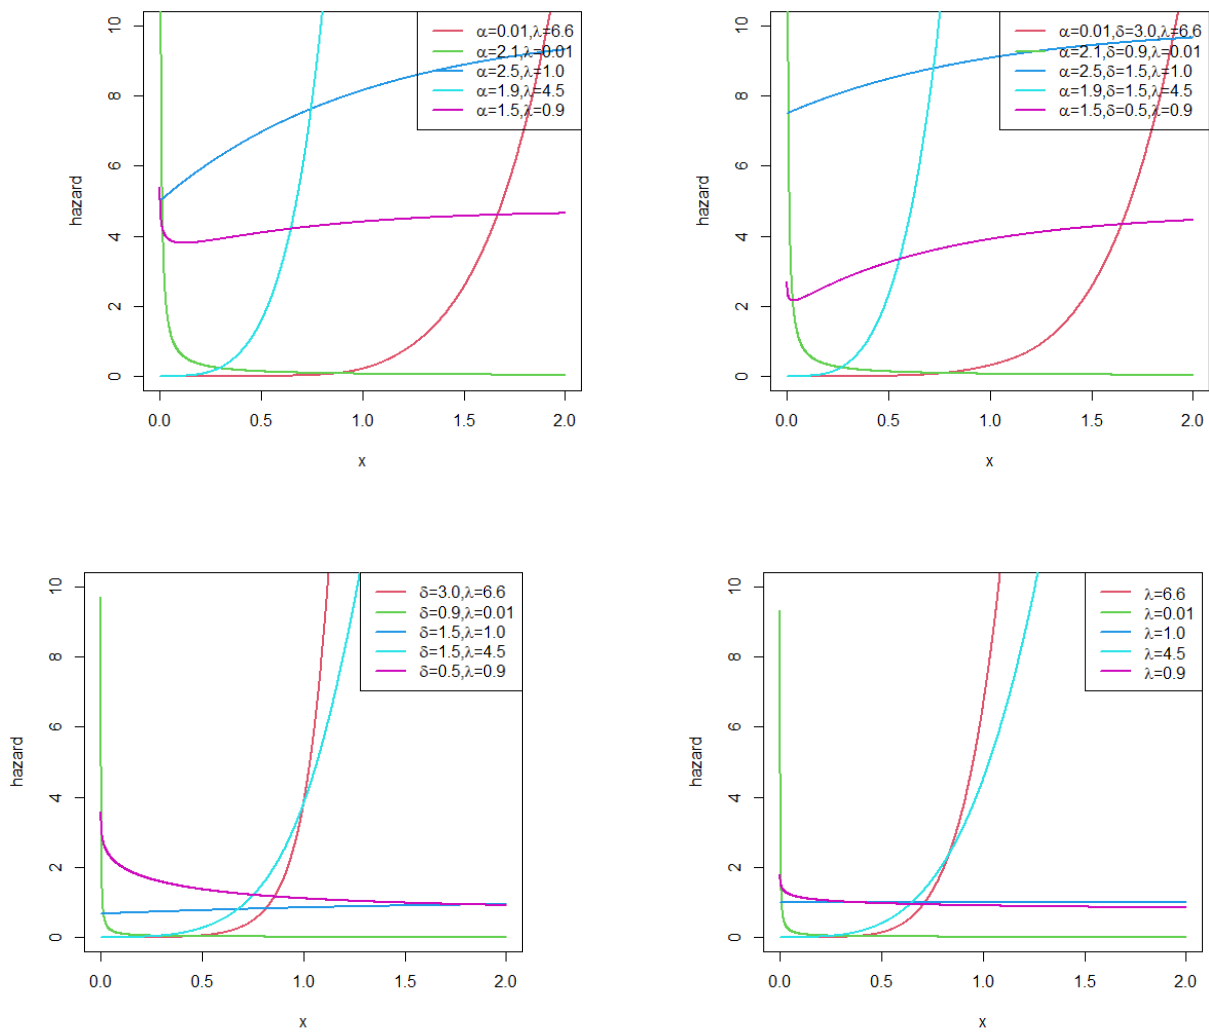 10
8
6
4
2
0
hazard
0.0 0.5 1.0 1.5 2.0
x
α=0.01,λ=6.6
α=2.1,λ=0.01
α=2.5,λ=1.0
α=1.9,λ=4.5
α=1.5,λ=0.9
10
8
6
4
2
0
hazard
0.0 0.5 1.0 1.5 2.0
x
α=0.01,δ=3.0,λ=6.6
α=2.1,δ=0.9,λ=0.01
α=2.5,δ=1.5,λ=1.0
α=1.9,δ=1.5,λ=4.5
α=1.5,δ=0.5,λ=0.9
10
8
6
4
2
0
hazard
0.0 0.5 1.0 1.5 2.0
x
δ=3.0,λ=6.6
δ=0.9,λ=0.01
δ=1.5,λ=1.0
δ=1.5,λ=4.5
δ=0.5,λ=0.9
10
8
6
4
2
0
hazard
0.0 0.5 1.0 1.5 2.0
x
λ=6.6
λ=0.01
λ=1.0
λ=4.5
λ=0.9